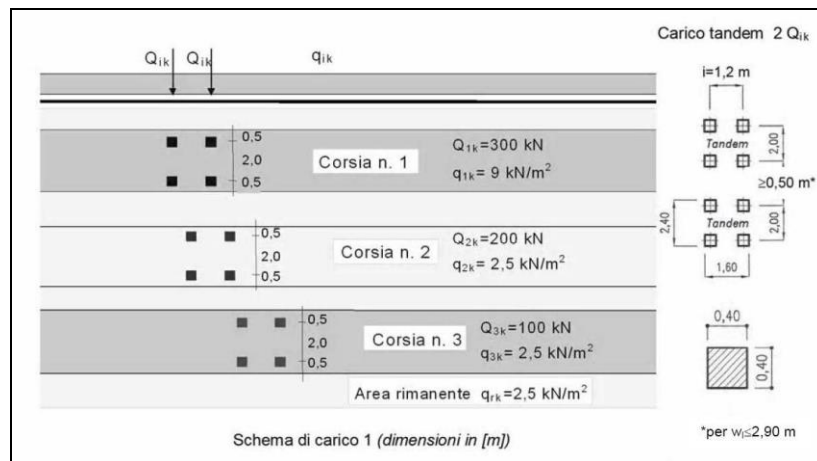 Carico tandem 2 Qik
Qik Qik qik
i=1,2 m
0,5
2,0
0,5
Corsia n. 1
Q1k=300 kN
q1k= 9 kN/m²
Tandem
2,00
≥0,50 m*
0,5
2,0
0,5
Corsia n. 2
Q2k=200 kN
q2k= 2,5 kN/m²
2,40
Tandem
2,00
1,60
0,5
2,0
0,5
Corsia n. 3
Q3k=100 kN
q3k= 2,5 kN/m²
0,40
0,40
Area rimanente qrk=2,5 kN/m²
Schema di carico 1 (dimensioni in [m])
*per wl≤2,90 m